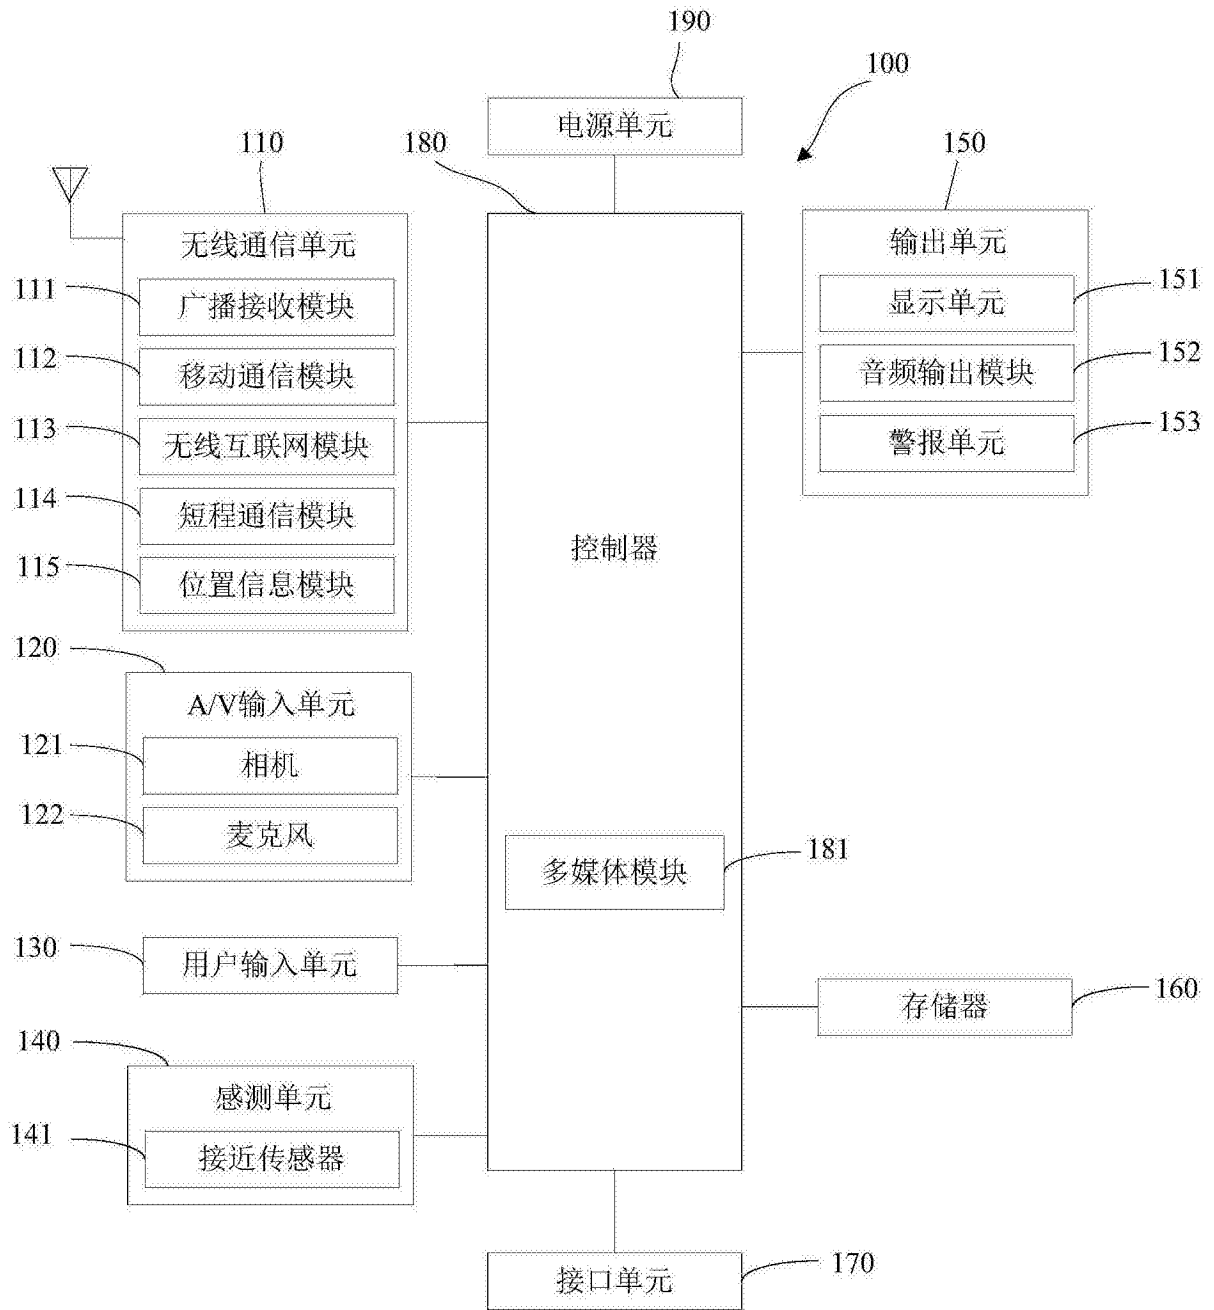 190
100
电源单元
110
180
150
无线通信单元
输出单元
111
广播接收模块
显示单元
151
112
移动通信模块
音频输出模块
152
113
无线互联网模块
警报单元
153
114
短程通信模块
控制器
115
位置信息模块
120
A/V输入单元
121
相机
122
麦克风
多媒体模块
181
130
用户输入单元
存储器
160
140
感测单元
141
接近传感器
接口单元
170